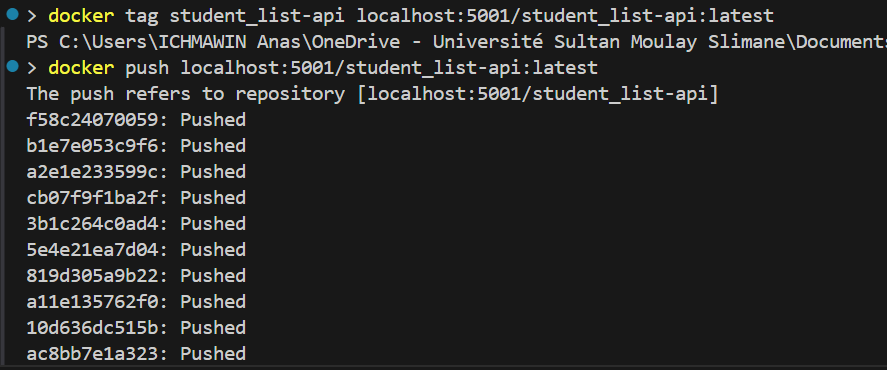 > docker tag student_list-api localhost:5001/student_list-api:latest
PS C:\Users\ICHMAWIN Anas\OneDrive - Université Sultan Moulay Slimane\Documents
> docker push localhost:5001/student_list-api:latest
The push refers to repository [localhost:5001/student_list-api]
f58c24070059: Pushed
b1e7e053c9f6: Pushed
a2e1e233599c: Pushed
cb07f9f1ba2f: Pushed
3b1c264c0ad4: Pushed
5e4e21ea7d04: Pushed
819d305a9b22: Pushed
a11e135762f0: Pushed
10d636dc515b: Pushed
ac8bb7e1a323: Pushed